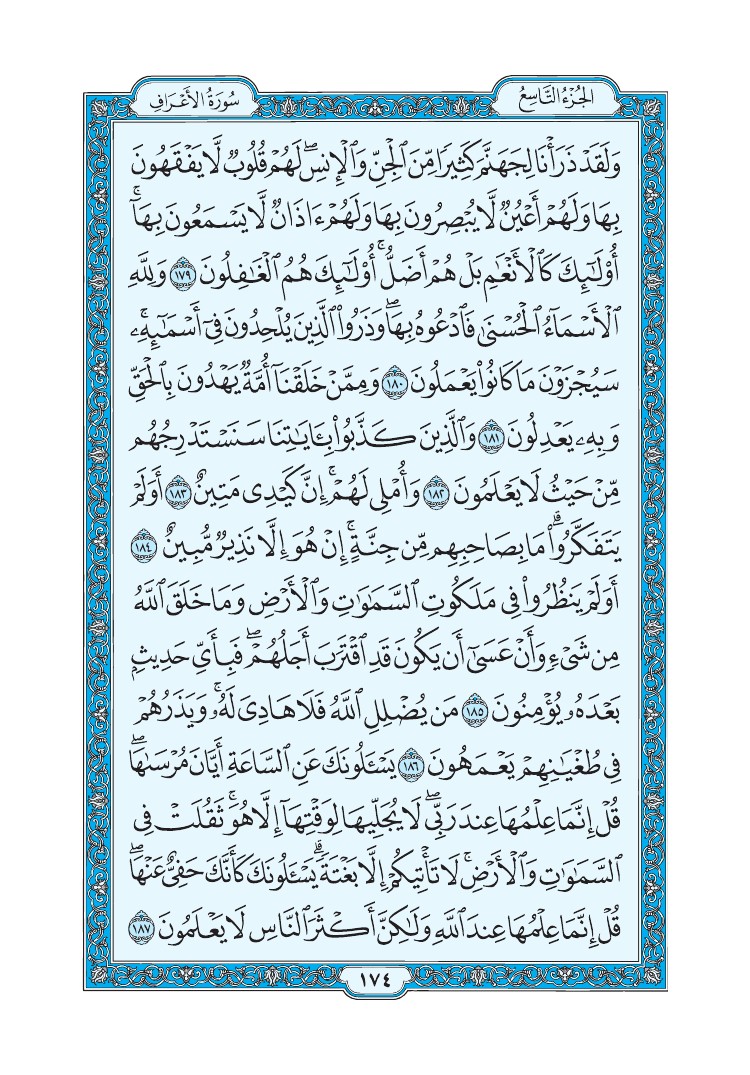 الجُزْءُ التَّاسِعُ
سُورَةُ الأَعْرَافِ
وَلَقَدْ ذَرَأْنَا لِجَهَنَّمَ كَثِيرًا مِّنَ ٱلْجِنِّ وَٱلْإِنسِ ۖ لَهُمْ قُلُوبٌ لَّا يَفْقَهُونَ
بِهَا وَلَهُمْ أَعْيُنٌ لَّا يُبْصِرُونَ بِهَا وَلَهُمْ ءَاذَانٌ لَّا يَسْمَعُونَ بِهَآ ۚ
أُو۟لَـٰٓئِكَ كَٱلْأَنْعَـٰمِ بَلْ هُمْ أَضَلُّ ۚ أُو۟لَـٰٓئِكَ هُمُ ٱلْغَـٰفِلُونَ ١٧٩ وَلِلَّهِ
ٱلْأَسْمَآءُ ٱلْحُسْنَىٰ فَٱدْعُوهُ بِهَا ۖ وَذَرُوا۟ ٱلَّذِينَ يُلْحِدُونَ فِىٓ أَسْمَـٰٓئِهِۦ ۚ
سَيُجْزَوْنَ مَا كَانُوا۟ يَعْمَلُونَ ١٨٠ وَمِمَّنْ خَلَقْنَآ أُمَّةٌ يَهْدُونَ بِٱلْحَقِّ
وَبِهِۦ يَعْدِلُونَ ١٨١ وَٱلَّذِينَ كَذَّبُوا۟ بِـَٔايَـٰتِنَا سَنَسْتَدْرِجُهُم
مِّنْ حَيْثُ لَا يَعْلَمُونَ ١٨٢ وَأُمْلِى لَهُمْ ۚ إِنَّ كَيْدِى مَتِينٌ ١٨٣ أَوَلَمْ
يَتَفَكَّرُوا۟ ۗ مَا بِصَاحِبِهِم مِّن جِنَّةٍ ۚ إِنْ هُوَ إِلَّا نَذِيرٌ مُّبِينٌ ١٨٤
أَوَلَمْ يَنظُرُوا۟ فِى مَلَكُوتِ ٱلسَّمَـٰوَٰتِ وَٱلْأَرْضِ وَمَا خَلَقَ ٱللَّهُ
مِن شَىْءٍ وَأَنْ عَسَىٰٓ أَن يَكُونَ قَدِ ٱقْتَرَبَ أَجَلُهُمْ ۖ فَبِأَىِّ حَدِيثٍۭ
بَعْدَهُۥ يُؤْمِنُونَ ١٨٥ مَن يُضْلِلِ ٱللَّهُ فَلَا هَادِىَ لَهُۥ ۚ وَيَذَرُهُمْ
فِى طُغْيَـٰنِهِمْ يَعْمَهُونَ ١٨٦ يَسْـَٔلُونَكَ عَنِ ٱلسَّاعَةِ أَيَّانَ مُرْسَىٰهَا ۖ
قُلْ إِنَّمَا عِلْمُهَا عِندَ رَبِّى ۖ لَا يُجَلِّيهَا لِوَقْتِهَآ إِلَّا هُوَ ۚ ثَقُلَتْ فِى
ٱلسَّمَـٰوَٰتِ وَٱلْأَرْضِ ۚ لَا تَأْتِيكُمْ إِلَّا بَغْتَةً ۗ يَسْـَٔلُونَكَ كَأَنَّكَ حَفِىٌّ عَنْهَا ۖ
قُلْ إِنَّمَا عِلْمُهَا عِندَ ٱللَّهِ وَلَـٰكِنَّ أَكْثَرَ ٱلنَّاسِ لَا يَعْلَمُونَ ١٨٧
١٧٤